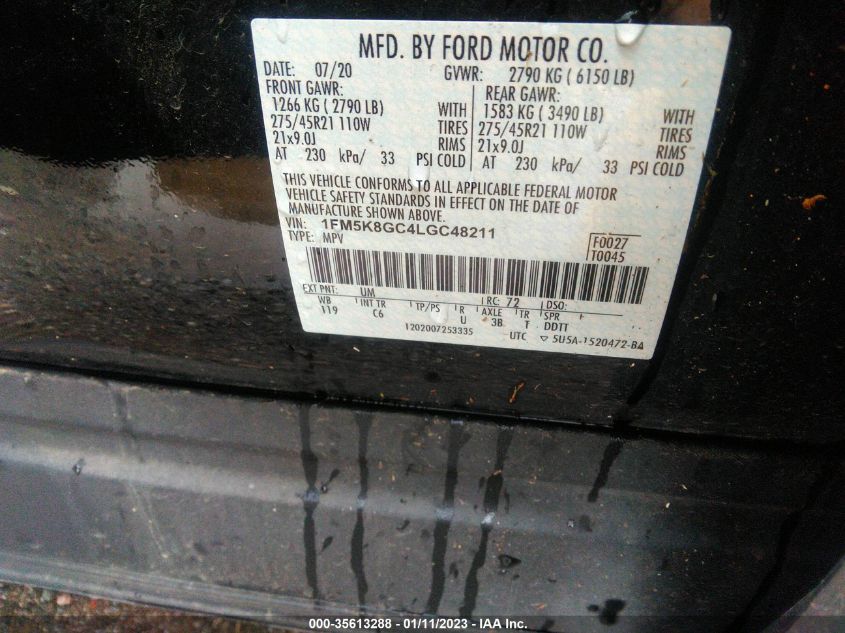 MFD. BY FORD MOTOR CO.
DATE: 07/20 GVWR: 2790 KG ( 6150 LB)
FRONT GAWR: REAR GAWR:
1266 KG ( 2790 LB) WITH 1583 KG ( 3490 LB) WITH
275/45R21 110W TIRES 275/45R21 110W TIRES
21x9.0J RIMS 21x9.0J RIMS
AT 230 kPa/ 33 PSI COLD AT 230 kPa/ 33 PSI COLD
THIS VEHICLE CONFORMS TO ALL APPLICABLE FEDERAL MOTOR
VEHICLE SAFETY STANDARDS IN EFFECT ON THE DATE OF
MANUFACTURE SHOWN ABOVE.
VIN: 1FM5K8GC4LGC48211
TYPE: MPV
F0027
T0045
EXT PNT: UM RC: 72 DSO:
WB INT TR TP/PS R AXLE TR SPR
119 C6 U 3B T DDTT
1202007253335 UTC ▽ 5U5A-1520472-BA
000-35613288 - 01/11/2023 - IAA Inc.